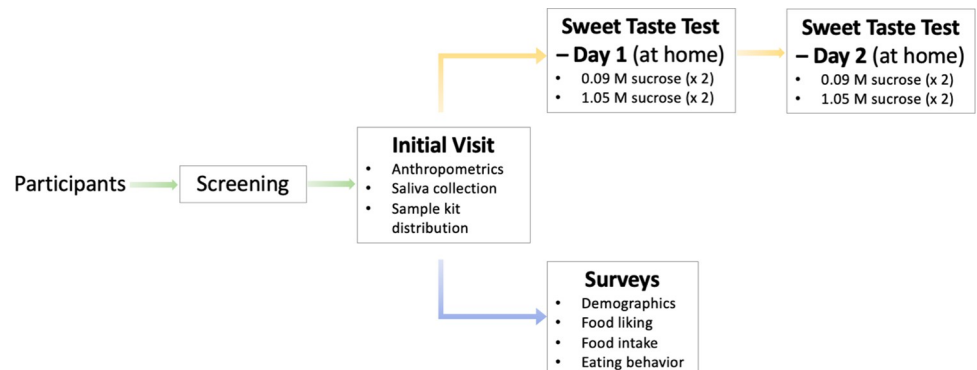 Participants
Screening
Initial Visit
• Anthropometrics
• Saliva collection
• Sample kit
distribution
Sweet Taste Test
– Day 1 (at home)
• 0.09 M sucrose (x 2)
• 1.05 M sucrose (x 2)
Sweet Taste Test
– Day 2 (at home)
• 0.09 M sucrose (x 2)
• 1.05 M sucrose (x 2)
Surveys
• Demographics
• Food liking
• Food intake
• Eating behavior